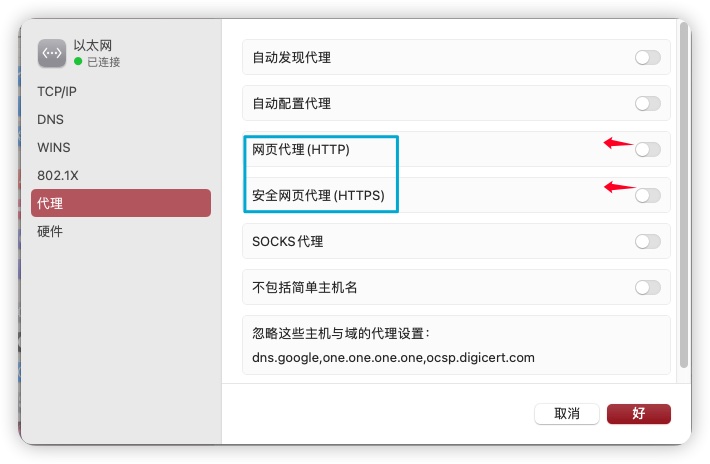 以太网
已连接
TCP/IP
DNS
WINS
802.1X
代理
硬件
自动发现代理
自动配置代理
网页代理(HTTP)
安全网页代理(HTTPS)
SOCKS代理
不包括简单主机名
忽略这些主机与域的代理设置：
dns.google,one.one.one.one,ocsp.digicert.com
取消
好